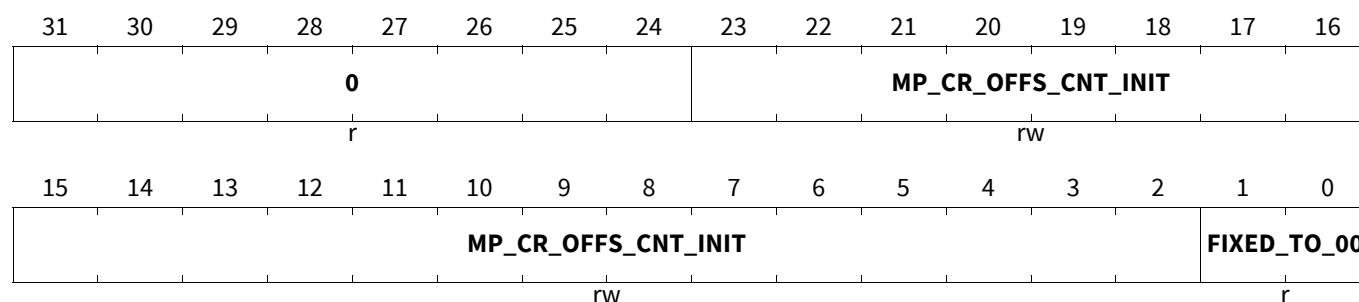 31 30 29 28 27 26 25 24 23 22 21 20 19 18 17 16
0 MP_CR_OFFS_CNT_INIT
r rw
15 14 13 12 11 10 9 8 7 6 5 4 3 2 1 0
MP_CR_OFFS_CNT_INIT FIXED_TO_00
rw r